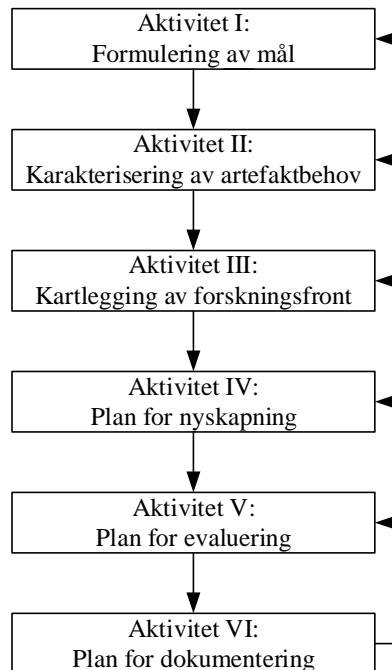 Aktivitet I:
Formulering av mål
Aktivitet II:
Karakterisering av artefaktbehov
Aktivitet III:
Kartlegging av forskningsfront
Aktivitet IV:
Plan for nyskapning
Aktivitet V:
Plan for evaluering
Aktivitet VI:
Plan for dokumentering